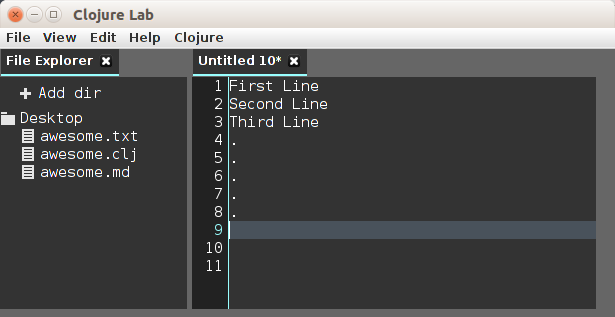 Clojure Lab
File View Edit Help Clojure
File Explorer
Add dir
Desktop
awesome.txt
awesome.clj
awesome.md
Untitled 10*
1 First Line
2 Second Line
3 Third Line
4 .
5 .
6 .
7 .
8 .
9
10
11